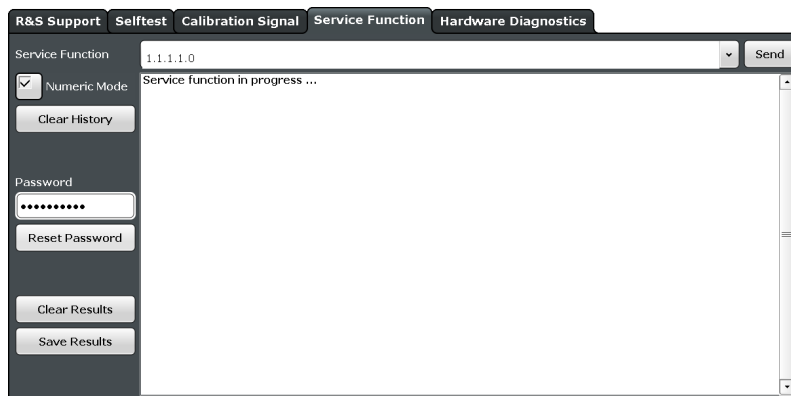 R&S Support Selftest Calibration Signal Service Function Hardware Diagnostics
Service Function
1.1.1.1.0
Send
Numeric Mode
Service function in progress ...
Clear History
Password
••••••••••
Reset Password
Clear Results
Save Results